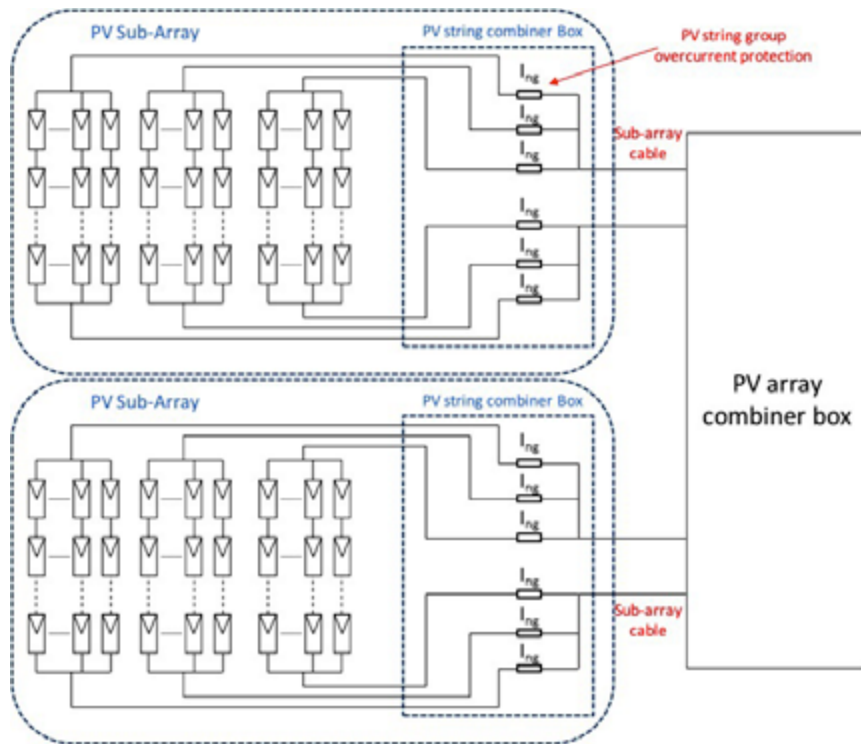 PV Sub-Array
PV string combiner Box
PV string group
overcurrent protection
Ing
Ing
Ing
Sub-array
cable
Ing
Ing
Ing
PV array
combiner box
PV Sub-Array
PV string combiner Box
Ing
Ing
Ing
Ing
Sub-array
cable
Ing
Ing